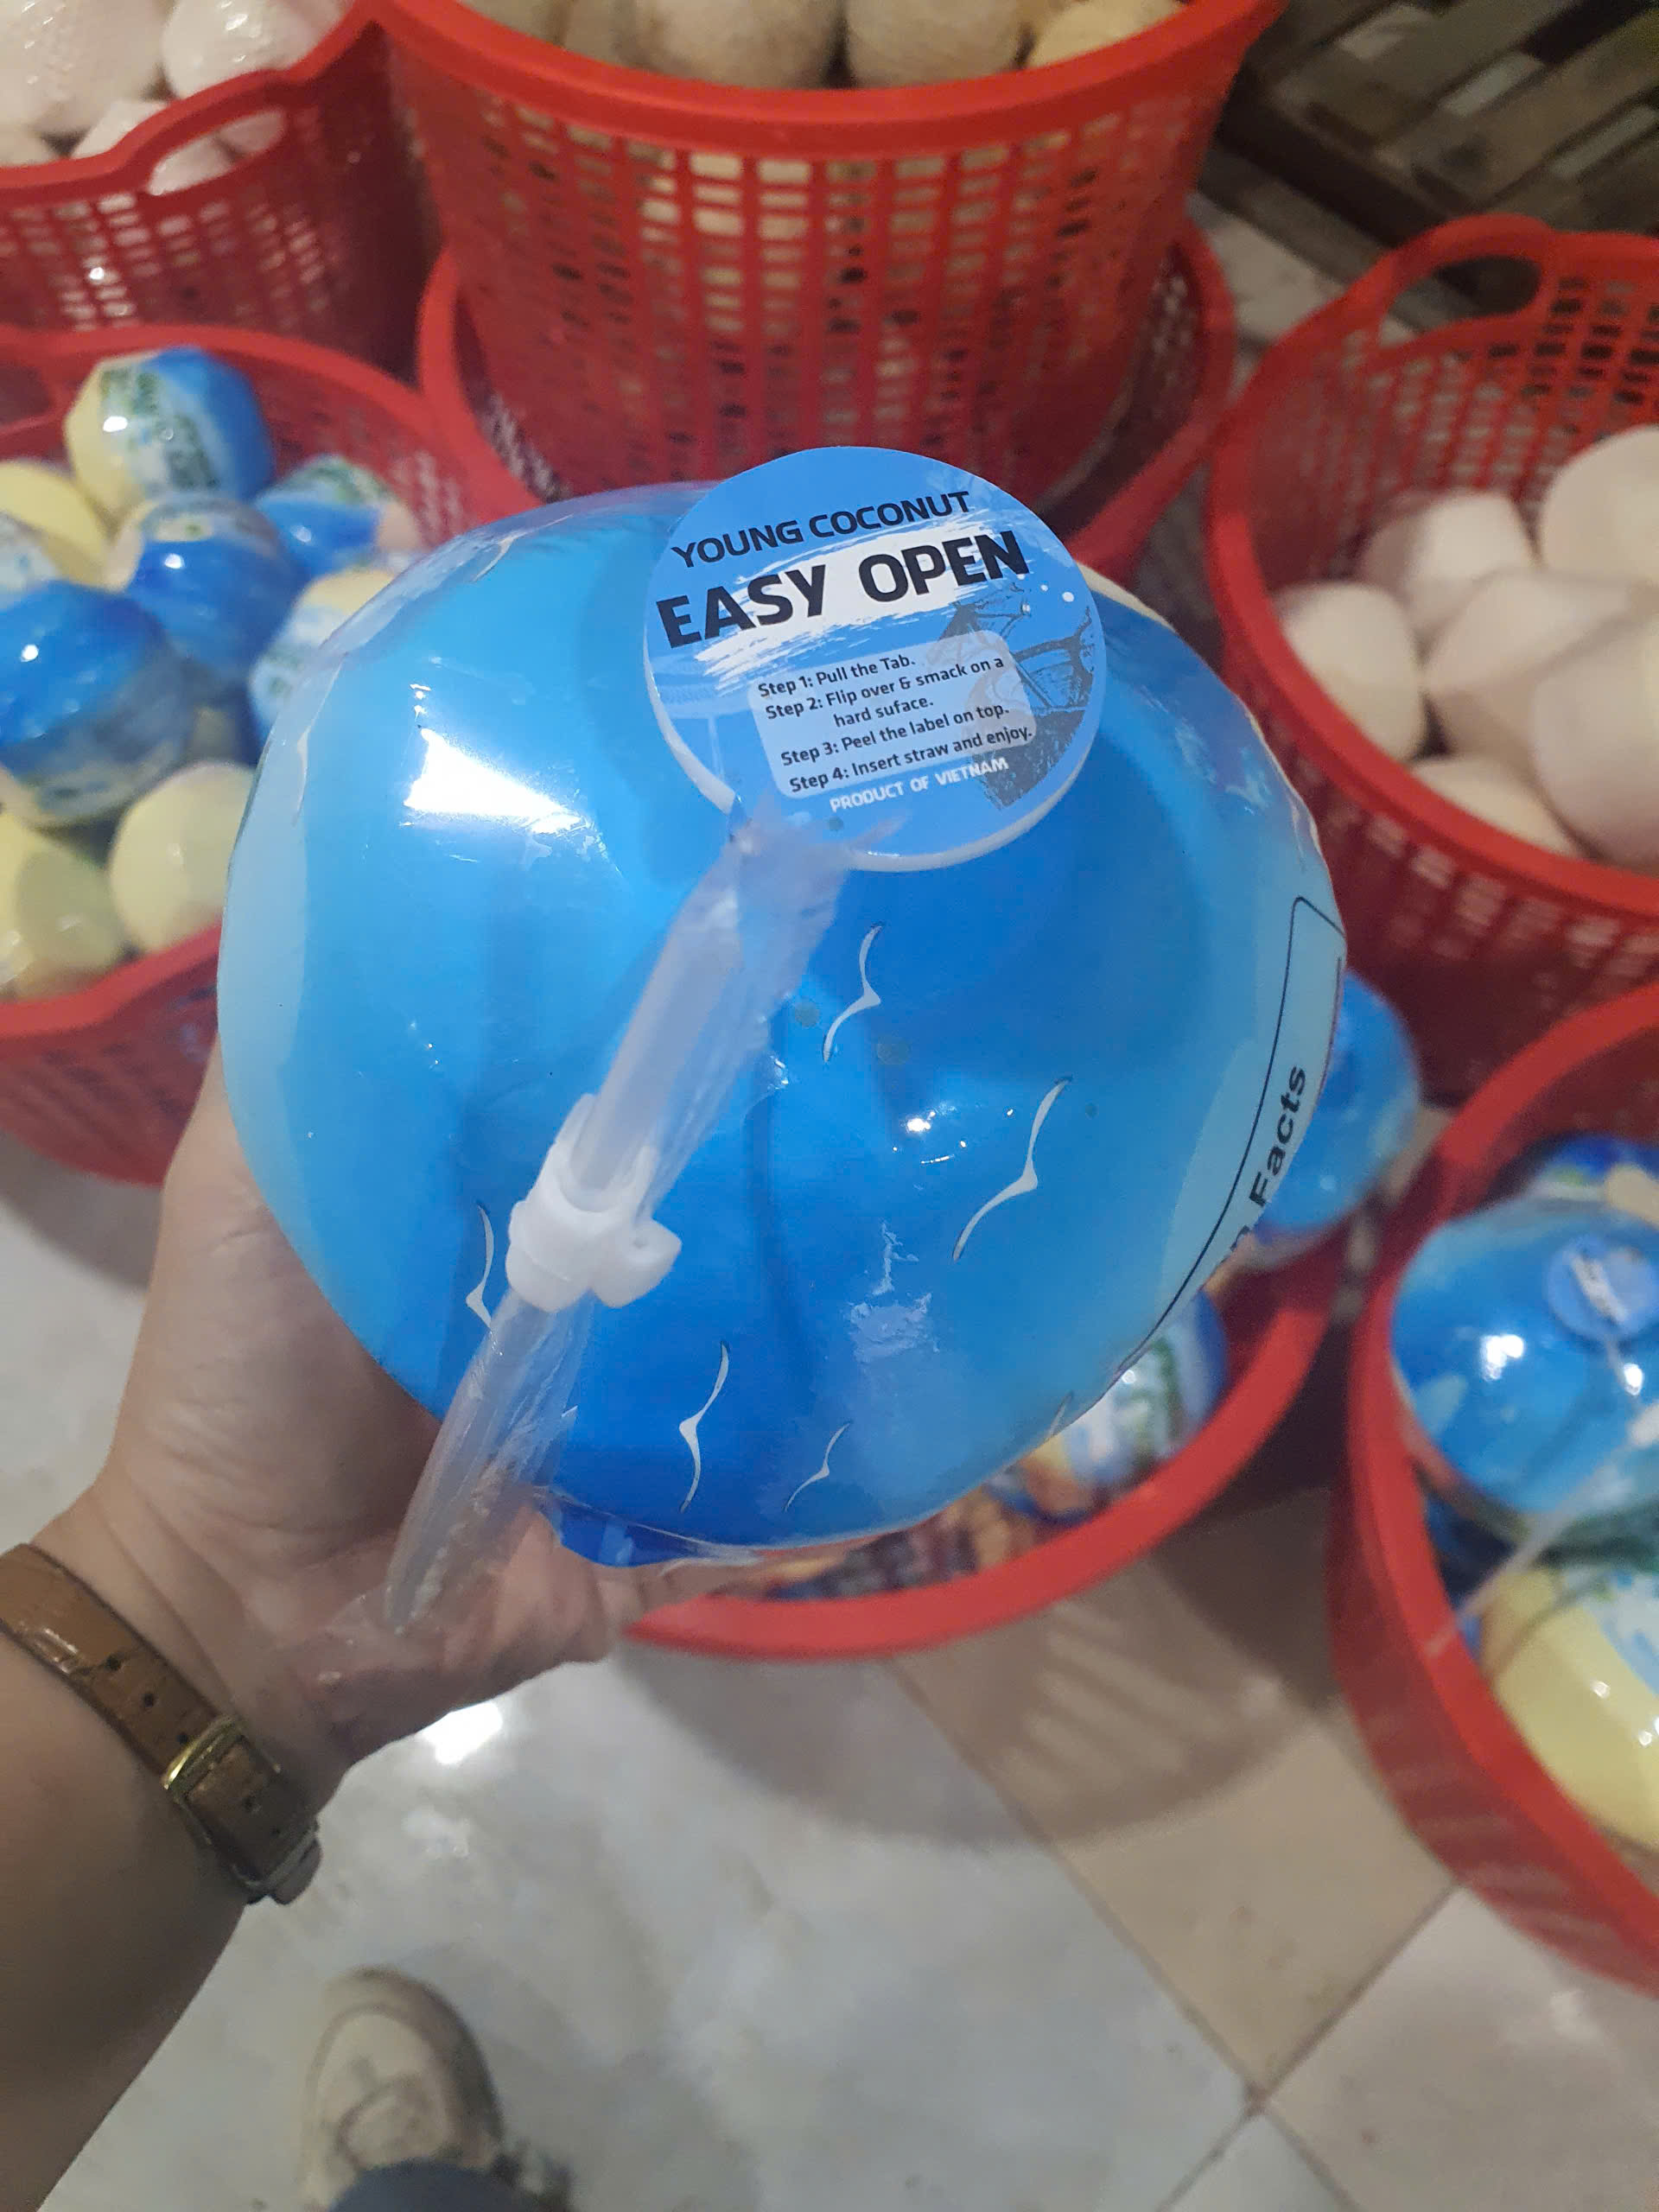 YOUNG COCONUT
EASY OPEN
Step 1: Pull the Tab.
Step 2: Flip over & smack on a
hard suface.
Step 3: Peel the label on top.
Step 4: Insert straw and enjoy.
PRODUCT OF VIETNAM
Facts